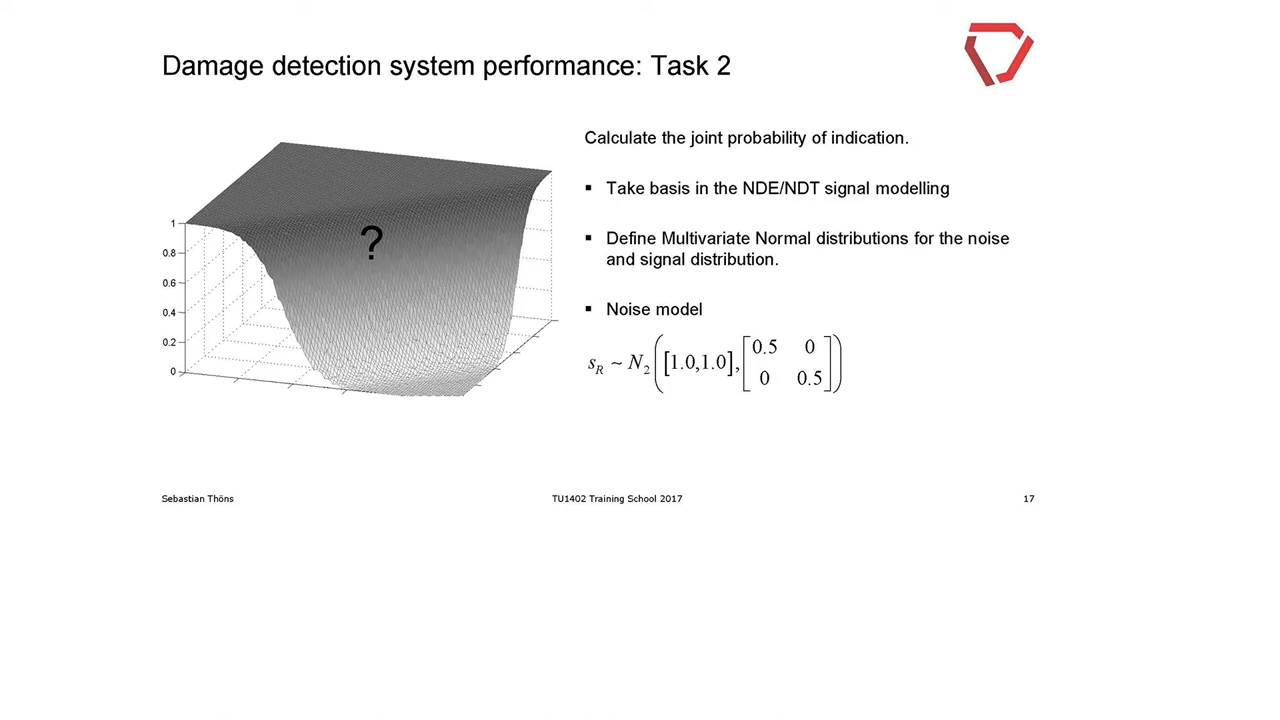 Damage detection system performance: Task 2
Calculate the joint probability of indication.
▪ Take basis in the NDE/NDT signal modelling
▪ Define Multivariate Normal distributions for the noise
and signal distribution.
▪ Noise model
s_R ~ N_2 ( [1.0,1.0], [ 0.5 0
0 0.5 ] )
1
0.8
0.6
0.4
0.2
0
?
Sebastian Thöns TU1402 Training School 2017 17